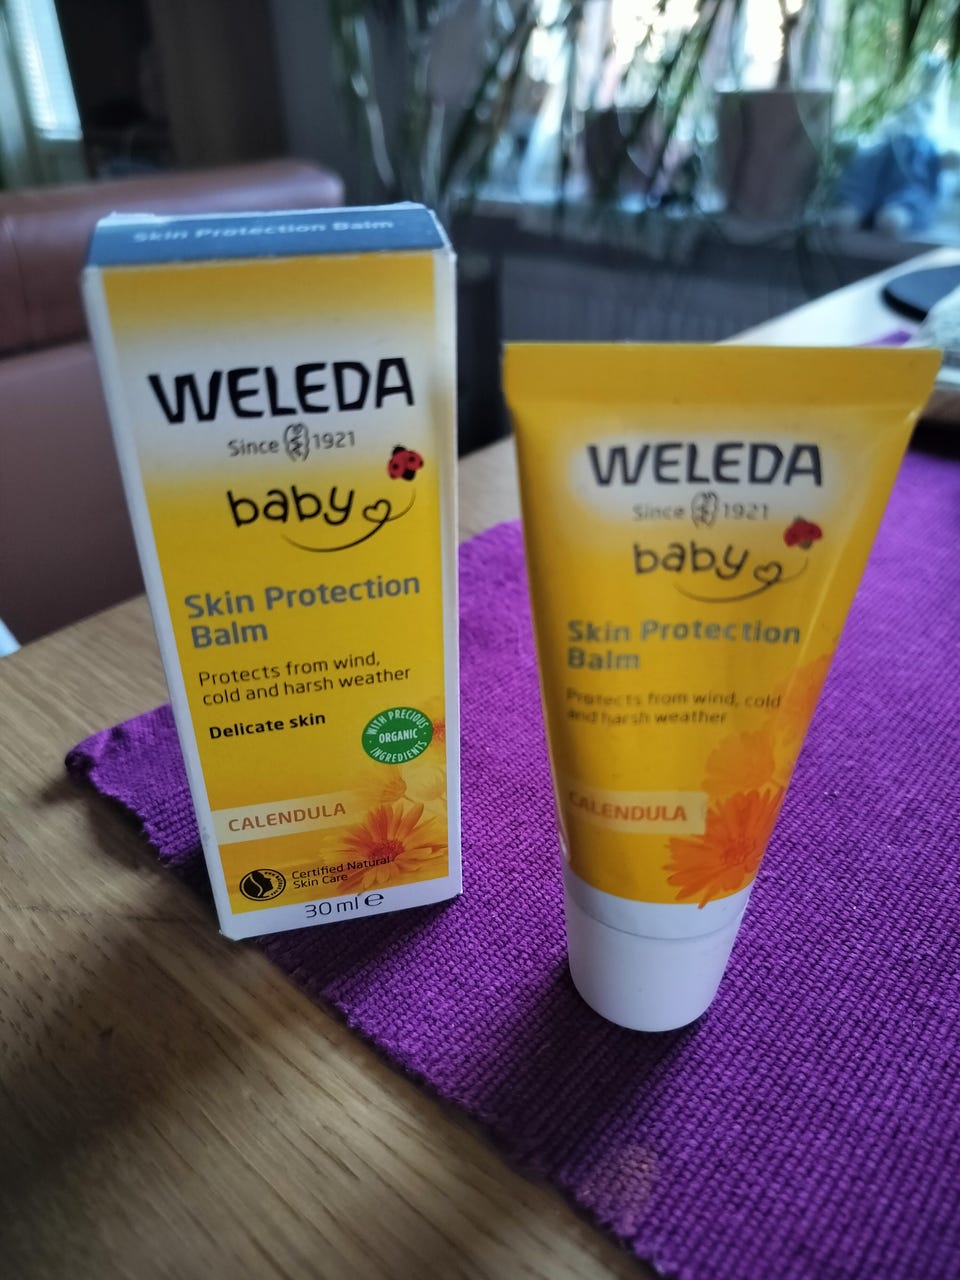 Skin Protection Balm
WELEDA
Since 1921
baby
Skin Protection
Balm
Protects from wind,
cold and harsh weather
Delicate skin
WITH PRECIOUS
ORGANIC
INGREDIENTS
CALENDULA
Certified Natural
Skin Care
30 ml e
WELEDA
Since 1921
baby
Skin Protection
Balm
Protects from wind, cold
and harsh weather
CALENDULA